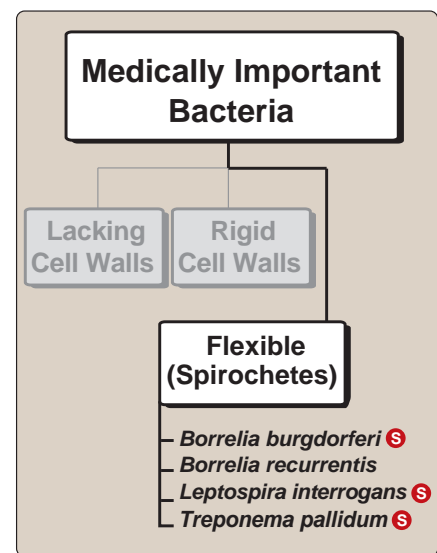 Medically Important
Bacteria
Lacking
Cell Walls
Rigid
Cell Walls
Flexible
(Spirochetes)
Borrelia burgdorferi S
Borrelia recurrentis
Leptospira interrogans S
Treponema pallidum S